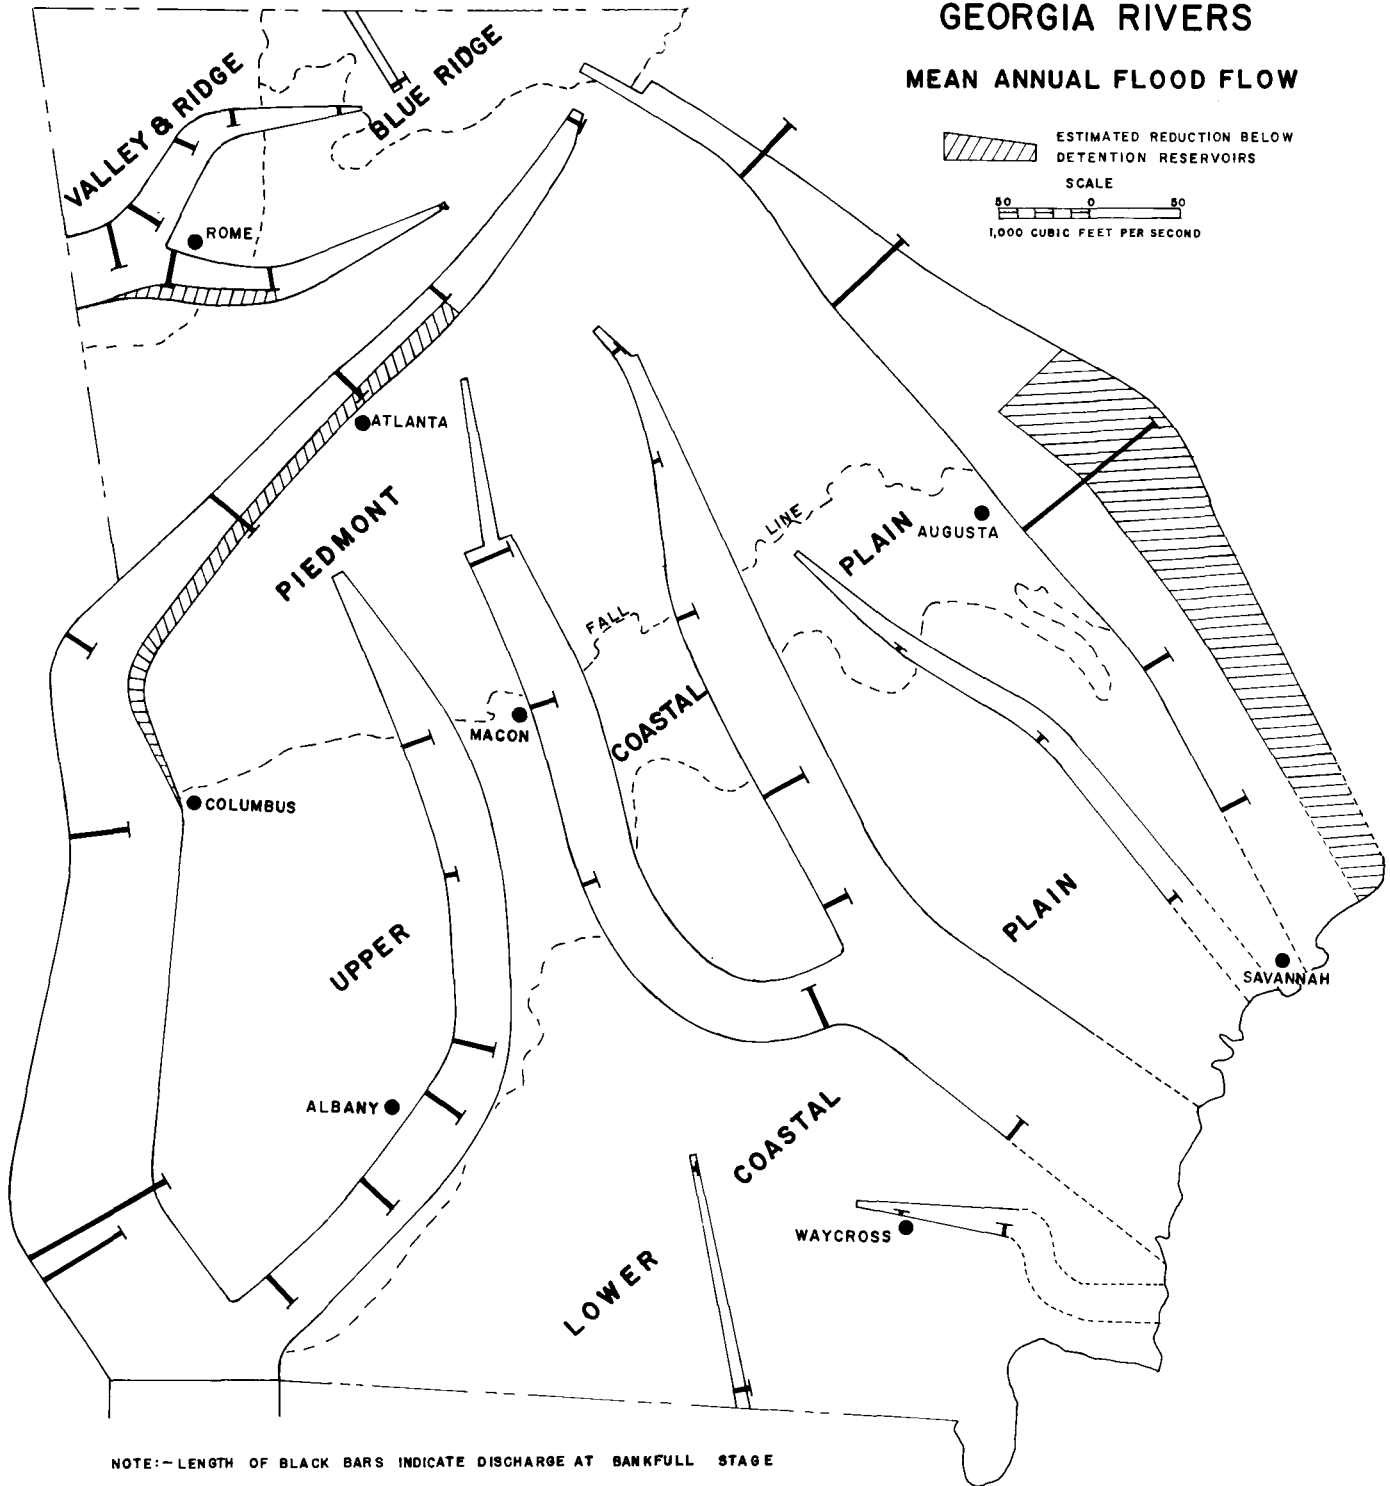 GEORGIA RIVERS
MEAN ANNUAL FLOOD FLOW
ESTIMATED REDUCTION BELOW
DETENTION RESERVOIRS
SCALE
50 0 50
1,000 CUBIC FEET PER SECOND
VALLEY & RIDGE
BLUE RIDGE
ROME
ATLANTA
PIEDMONT
LINE
PLAIN
AUGUSTA
FALL
MACON
COASTAL
COLUMBUS
UPPER
PLAIN
SAVANNAH
ALBANY
COASTAL
WAYCROSS
LOWER
NOTE:- LENGTH OF BLACK BARS INDICATE DISCHARGE AT BANKFULL STAGE